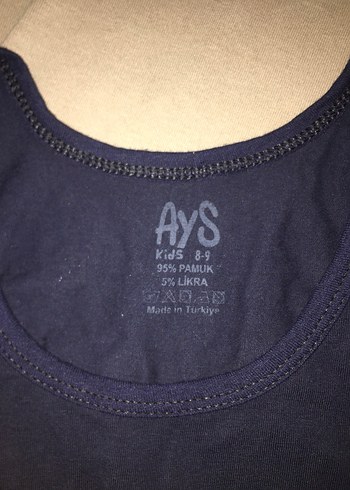 AyS
Kids 8-9
95% PAMUK
5% LİKRA
Made in Türkiye